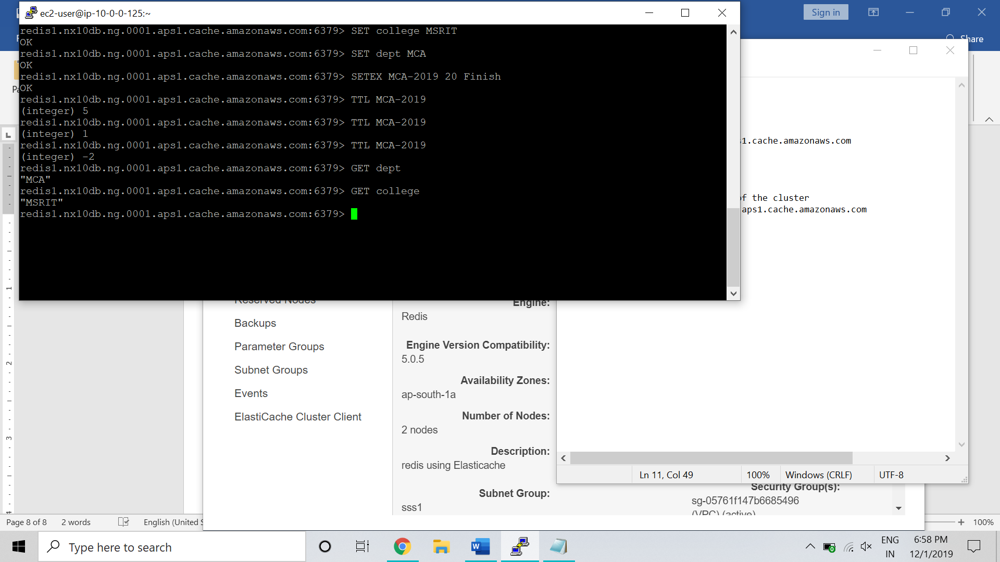 ec2-user@ip-10-0-0-125:~
redis1.nx10db.ng.0001.aps1.cache.amazonaws.com:6379> SET college MSRIT
OK
redis1.nx10db.ng.0001.aps1.cache.amazonaws.com:6379> SET dept MCA
OK
redis1.nx10db.ng.0001.aps1.cache.amazonaws.com:6379> SETEX MCA-2019 20 Finish
OK
redis1.nx10db.ng.0001.aps1.cache.amazonaws.com:6379> TTL MCA-2019
(integer) 5
redis1.nx10db.ng.0001.aps1.cache.amazonaws.com:6379> TTL MCA-2019
(integer) 1
redis1.nx10db.ng.0001.aps1.cache.amazonaws.com:6379> TTL MCA-2019
(integer) -2
redis1.nx10db.ng.0001.aps1.cache.amazonaws.com:6379> GET dept
"MCA"
redis1.nx10db.ng.0001.aps1.cache.amazonaws.com:6379> GET college
"MSRIT"
redis1.nx10db.ng.0001.aps1.cache.amazonaws.com:6379>
Sign in
Share
1.cache.amazonaws.com
of the cluster
aps1.cache.amazonaws.com
Reserved Nodes
Backups
Parameter Groups
Subnet Groups
Events
ElastiCache Cluster Client
Engine:
Redis
Engine Version Compatibility:
5.0.5
Availability Zones:
ap-south-1a
Number of Nodes:
2 nodes
Description:
redis using Elasticache
Subnet Group:
sss1
Ln 11, Col 49
100%
Windows (CRLF)
UTF-8
Security Group(s):
sg-05761f147b6685496
(VPC) (active)
1
2
3
4
Page 8 of 8
2 words
English (United S
100%
Type here to search
ENG
IN
6:58 PM
12/1/2019